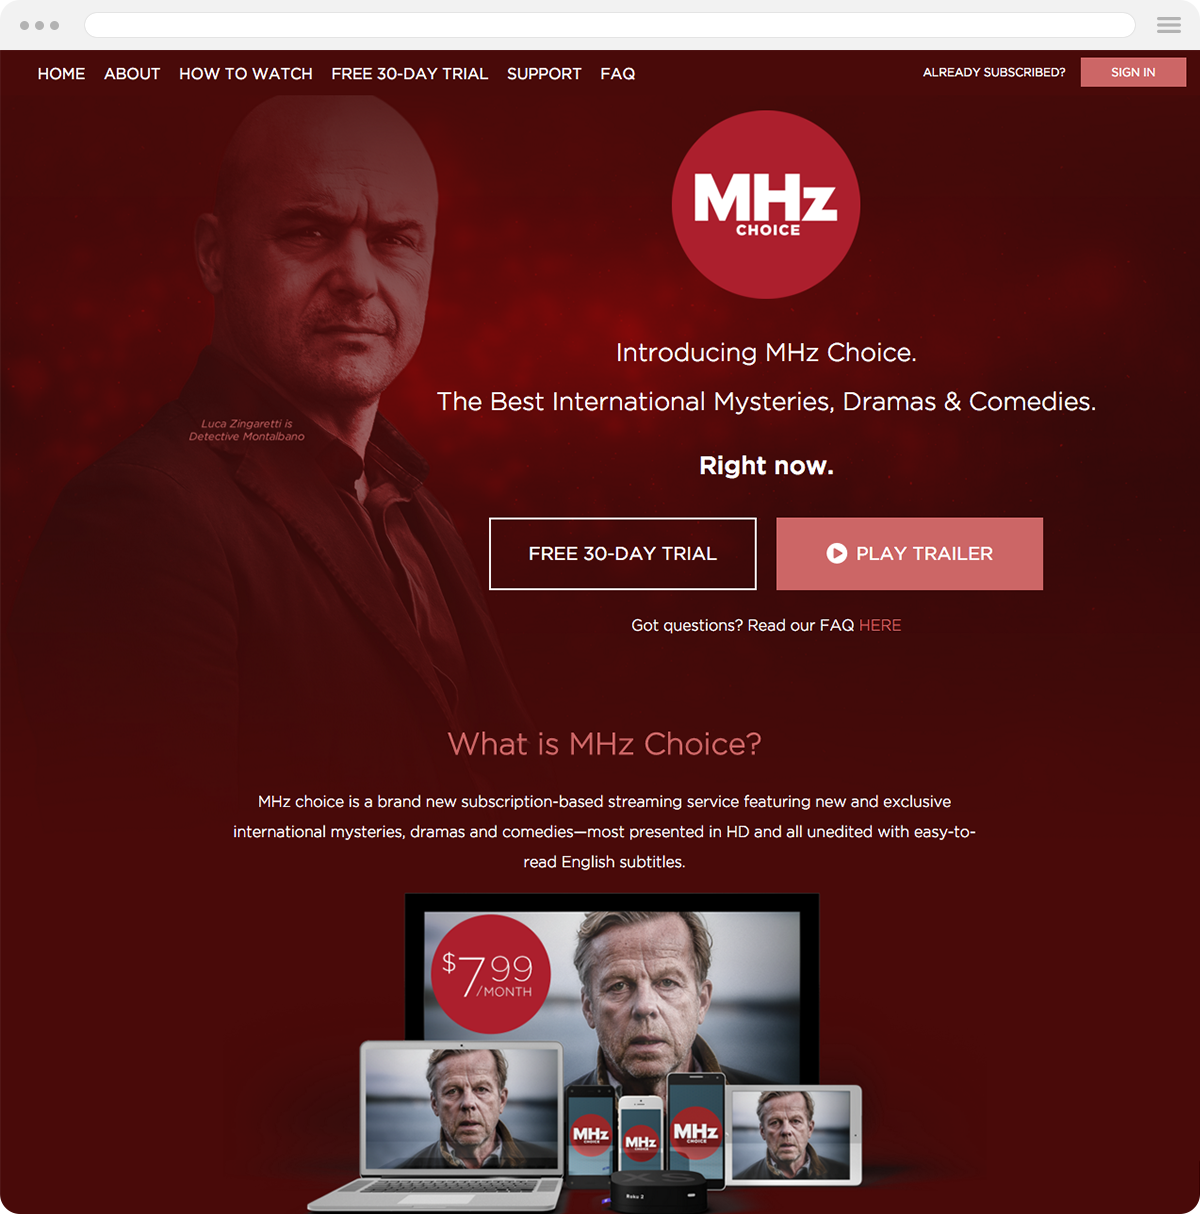 HOME ABOUT HOW TO WATCH FREE 30-DAY TRIAL SUPPORT FAQ ALREADY SUBSCRIBED? SIGN IN
MHz
CHOICE
Introducing MHz Choice.
The Best International Mysteries, Dramas & Comedies.
Luca Zingaretti is
Detective Montalbano
Right now.
FREE 30-DAY TRIAL PLAY TRAILER
Got questions? Read our FAQ HERE
What is MHz Choice?
MHz choice is a brand new subscription-based streaming service featuring new and exclusive
international mysteries, dramas and comedies—most presented in HD and all unedited with easy-to-
read English subtitles.
$7.99
/MONTH
MHz
CHOICE
MHz
CHOICE
MHz
CHOICE
Roku 2